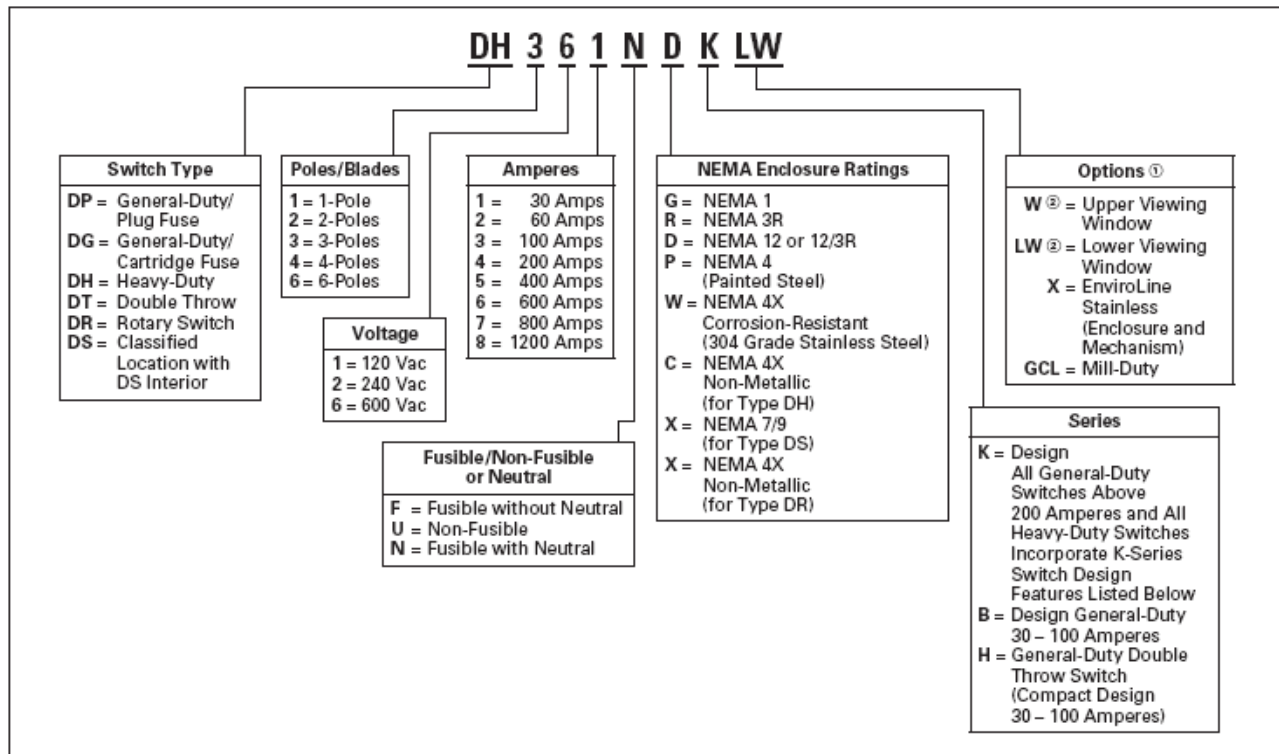 DH 3 6 1 N D K LW
Switch Type
DP = General-Duty/
Plug Fuse
DG = General-Duty/
Cartridge Fuse
DH = Heavy-Duty
DT = Double Throw
DR = Rotary Switch
DS = Classified
Location with
DS Interior
Poles/Blades
1 = 1-Pole
2 = 2-Poles
3 = 3-Poles
4 = 4-Poles
6 = 6-Poles
Voltage
1 = 120 Vac
2 = 240 Vac
6 = 600 Vac
Amperes
1 = 30 Amps
2 = 60 Amps
3 = 100 Amps
4 = 200 Amps
5 = 400 Amps
6 = 600 Amps
7 = 800 Amps
8 = 1200 Amps
Fusible/Non-Fusible
or Neutral
F = Fusible without Neutral
U = Non-Fusible
N = Fusible with Neutral
NEMA Enclosure Ratings
G = NEMA 1
R = NEMA 3R
D = NEMA 12 or 12/3R
P = NEMA 4
(Painted Steel)
W = NEMA 4X
Corrosion-Resistant
(304 Grade Stainless Steel)
C = NEMA 4X
Non-Metallic
(for Type DH)
X = NEMA 7/9
(for Type DS)
X = NEMA 4X
Non-Metallic
(for Type DR)
Options ①
W ② = Upper Viewing
Window
LW ② = Lower Viewing
Window
X = EnviroLine
Stainless
(Enclosure and
Mechanism)
GCL = Mill-Duty
Series
K = Design
All General-Duty
Switches Above
200 Amperes and All
Heavy-Duty Switches
Incorporate K-Series
Switch Design
Features Listed Below
B = Design General-Duty
30 – 100 Amperes
H = General-Duty Double
Throw Switch
(Compact Design
30 – 100 Amperes)